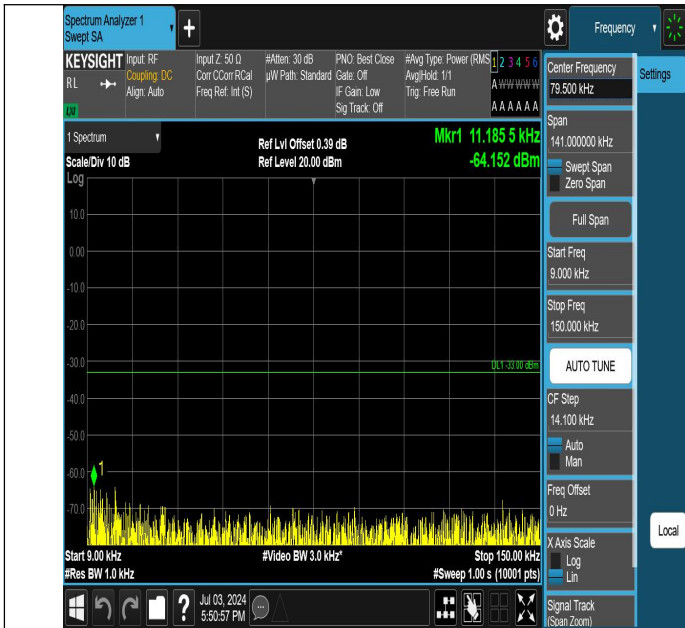 Spectrum Analyzer 1
Swept SA
Frequency
KEYSIGHT
RL
Input: RF
Coupling: DC
Align: Auto
Input Z: 50 Ω
Corr CCorr RCal
Freq Ref: Int (S)
#Atten: 30 dB
µW Path: Standard
PNO: Best Close
Gate: Off
IF Gain: Low
Sig Track: Off
#Avg Type: Power (RMS
Avg|Hold: 1/1
Trig: Free Run
1 2 3 4 5 6
A W W W W W
A A A A A A
LXI
1 Spectrum
Scale/Div 10 dB
Ref Lvl Offset 0.39 dB
Ref Level 20.00 dBm
Mkr1 11.185 5 kHz
-64.152 dBm
Log
10.0
0.00
-10.0
-20.0
-30.0
DL1 -33.00 dBm
-40.0
-50.0
-60.0
1
-70.0
Start 9.00 kHz
#Video BW 3.0 kHz*
Stop 150.00 kHz
#Res BW 1.0 kHz
#Sweep 1.00 s (10001 pts)
Jul 03, 2024
5:50:57 PM
?
Center Frequency
79.500 kHz
Settings
Span
141.000000 kHz
Swept Span
Zero Span
Full Span
Start Freq
9.000 kHz
Stop Freq
150.000 kHz
AUTO TUNE
CF Step
14.100 kHz
Auto
Man
Freq Offset
0 Hz
Local
X Axis Scale
Log
Lin
Signal Track
(Span Zoom)